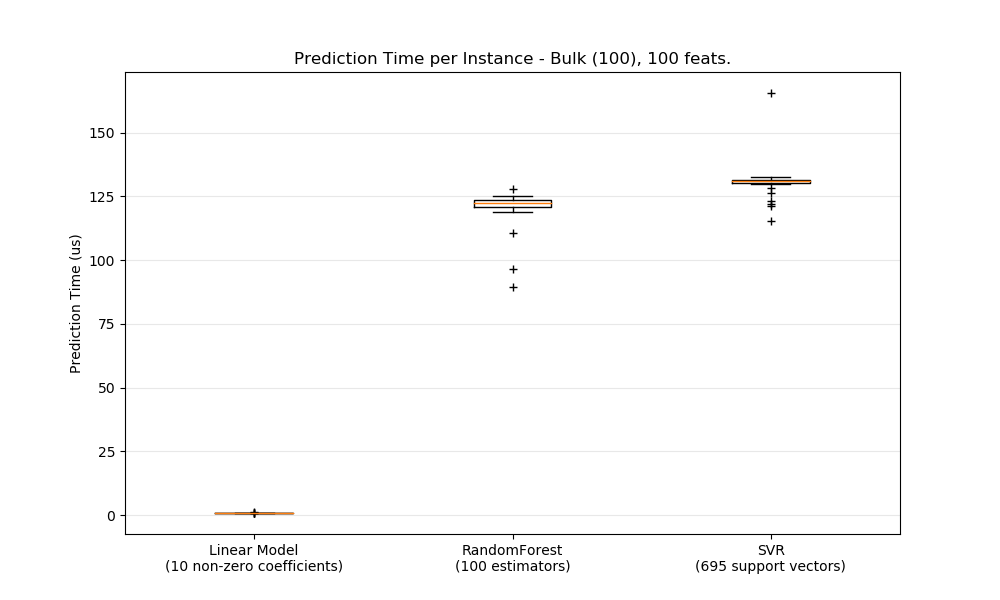 Prediction Time per Instance - Bulk (100), 100 feats.
Prediction Time (us)
150
125
100
75
50
25
0
Linear Model
(10 non-zero coefficients)
RandomForest
(100 estimators)
SVR
(695 support vectors)